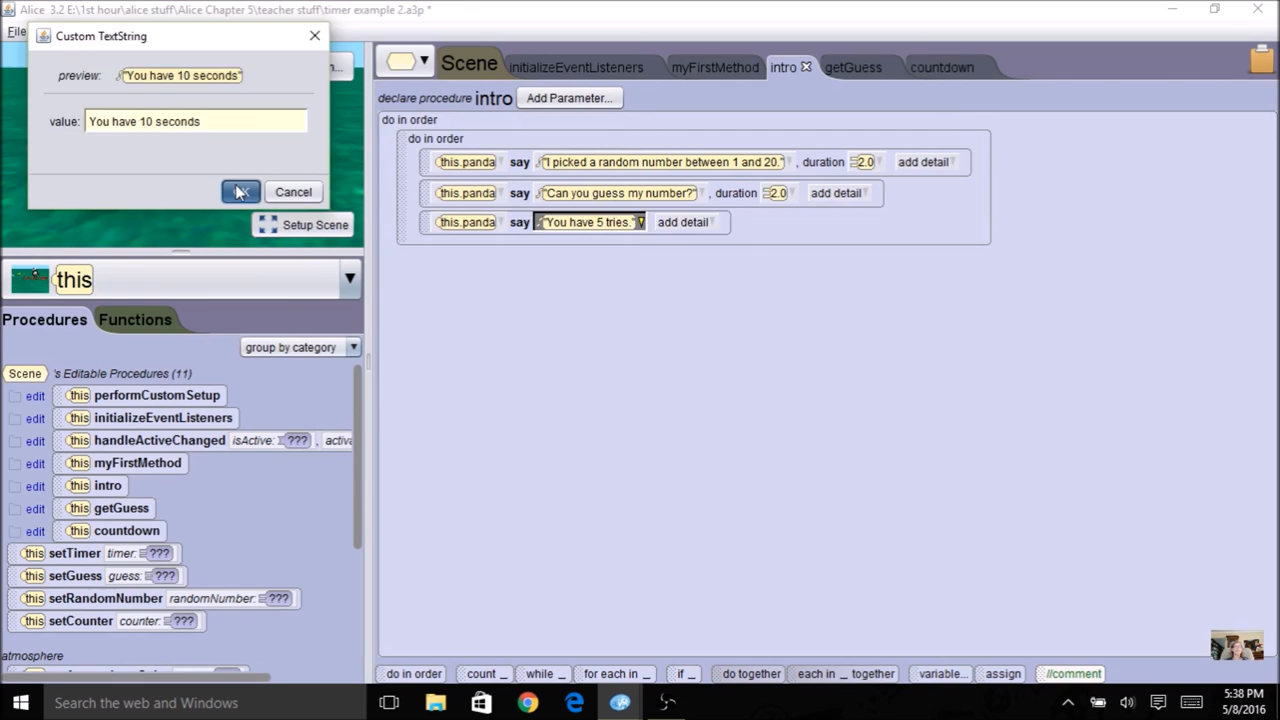 Alice 3.2 E:\1st hour\alice stuff\Alice Chapter 5\teacher stuff\timer example 2.a3p *
File
Custom TextString
preview: "You have 10 seconds"
value: You have 10 seconds
Cancel
Setup Scene
this
Procedures Functions
group by category
Scene 's Editable Procedures (11)
edit this performCustomSetup
edit this initializeEventListeners
edit this handleActiveChanged isActive: ??? ,
edit this myFirstMethod
edit this intro
edit this getGuess
edit this countdown
this setTimer timer: ???
this setGuess guess: ???
this setRandomNumber randomNumber: ???
this setCounter counter: ???
atmosphere
Scene initializeEventListeners myFirstMethod intro getGuess countdown
declare procedure intro Add Parameter...
do in order
do in order
this.panda say "I picked a random number between 1 and 20." , duration 2.0 add detail
this.panda say "Can you guess my number?" , duration 2.0 add detail
this.panda say "You have 5 tries." add detail
do in order count _ while _ for each in _ if _ do together each in _ together variable... assign //comment
Search the web and Windows
5:38 PM
5/8/2016